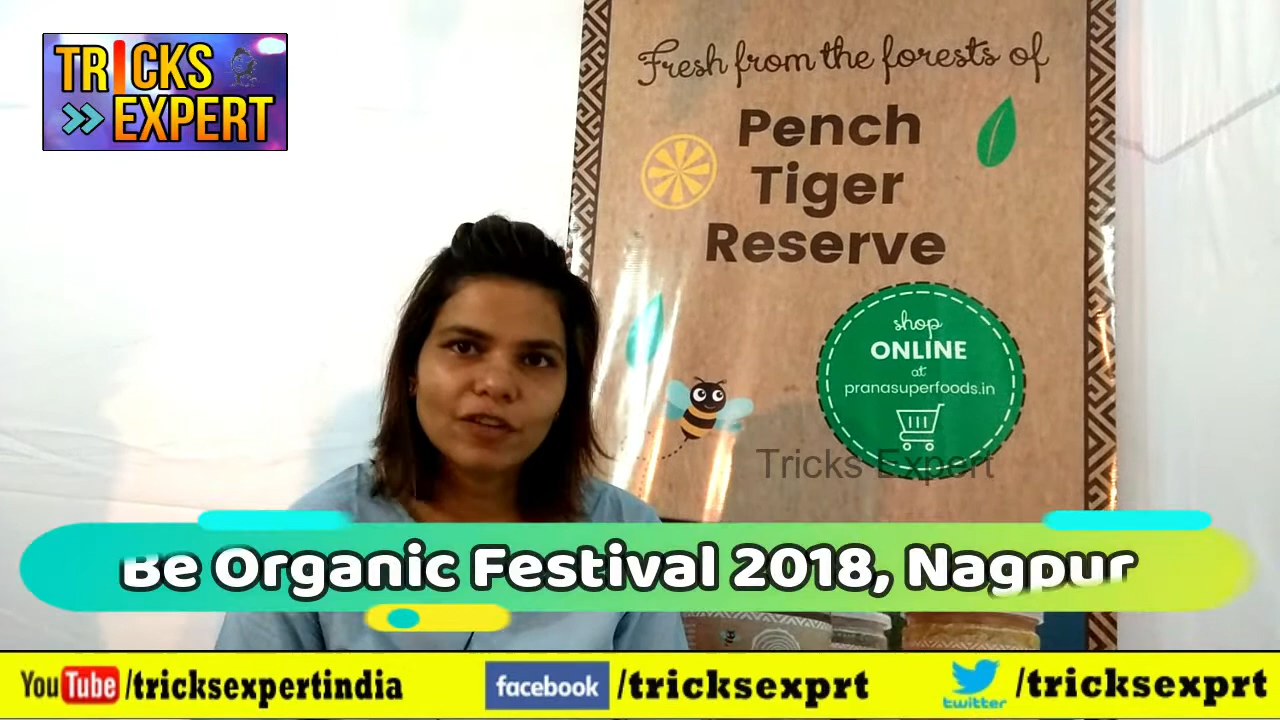 TRICKS
EXPERT
Fresh from the forests of
Pench
Tiger
Reserve
shop
ONLINE
at
pranasuperfoods.in
Tricks Expert
Be Organic Festival 2018, Nagpur
YouTube /tricksexpertindia
facebook /tricksexprt
twitter /tricksexprt